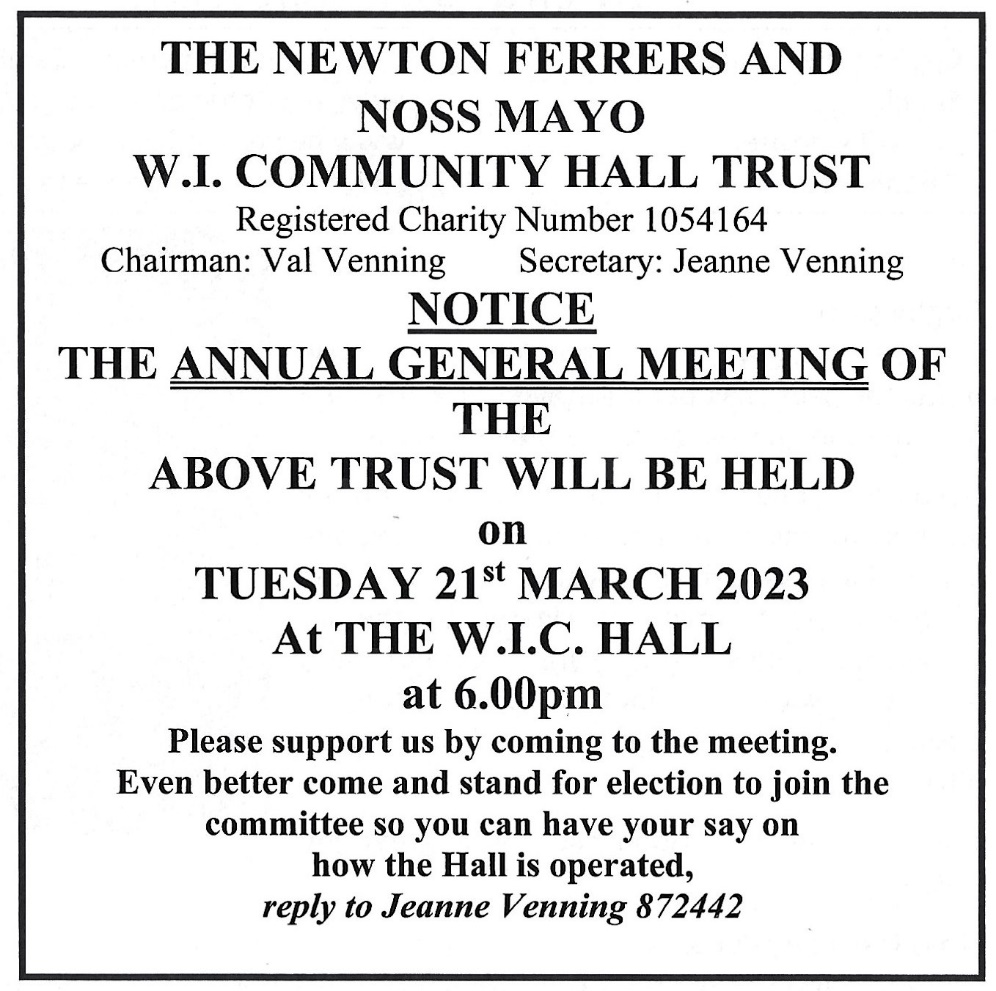 THE NEWTON FERRERS AND
NOSS MAYO
W.I. COMMUNITY HALL TRUST
Registered Charity Number 1054164
Chairman: Val Venning Secretary: Jeanne Venning
NOTICE
THE ANNUAL GENERAL MEETING OF
THE
ABOVE TRUST WILL BE HELD
on
TUESDAY 21st MARCH 2023
At THE W.I.C. HALL
at 6.00pm
Please support us by coming to the meeting.
Even better come and stand for election to join the
committee so you can have your say on
how the Hall is operated,
reply to Jeanne Venning 872442